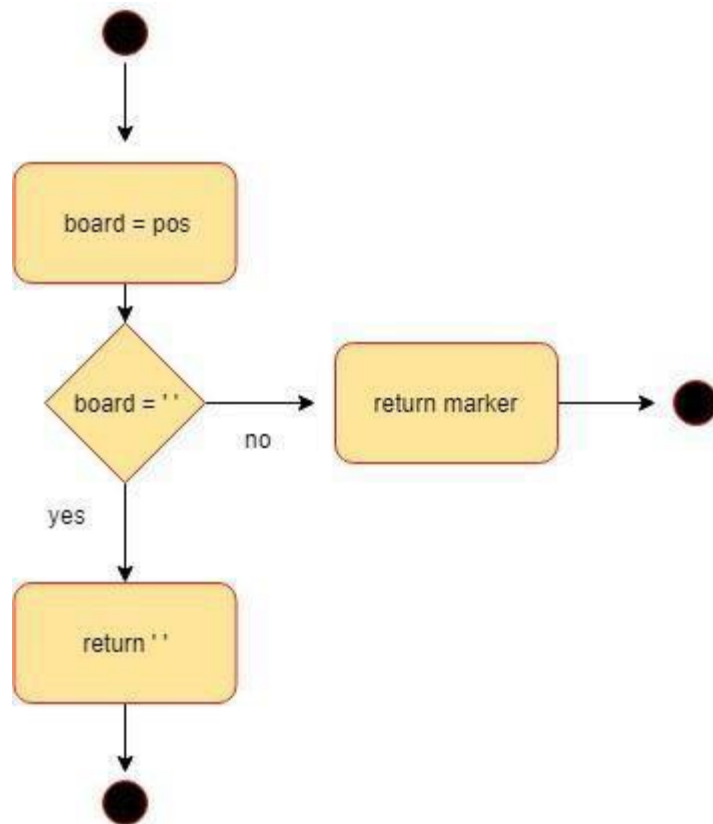 board = pos
board = ' '
no
return marker
yes
return ' '